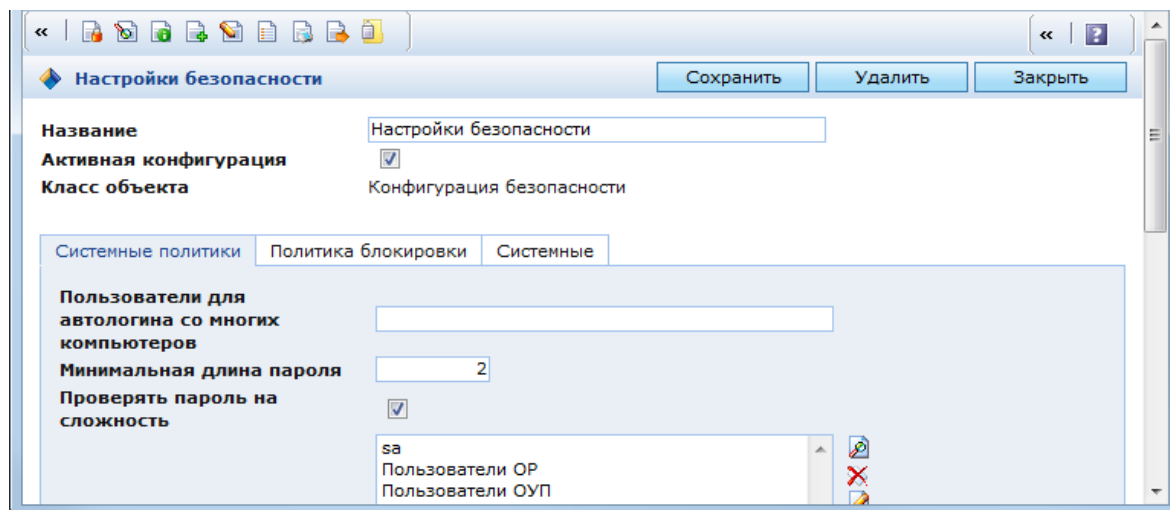 «
«
?
Настройки безопасности
Сохранить
Удалить
Закрыть
Название
Настройки безопасности
Активная конфигурация
Класс объекта
Конфигурация безопасности
Системные политики
Политика блокировки
Системные
Пользователи для
автологина со многих
компьютеров
Минимальная длина пароля
2
Проверять пароль на
сложность
sa
Пользователи ОР
Пользователи ОУП